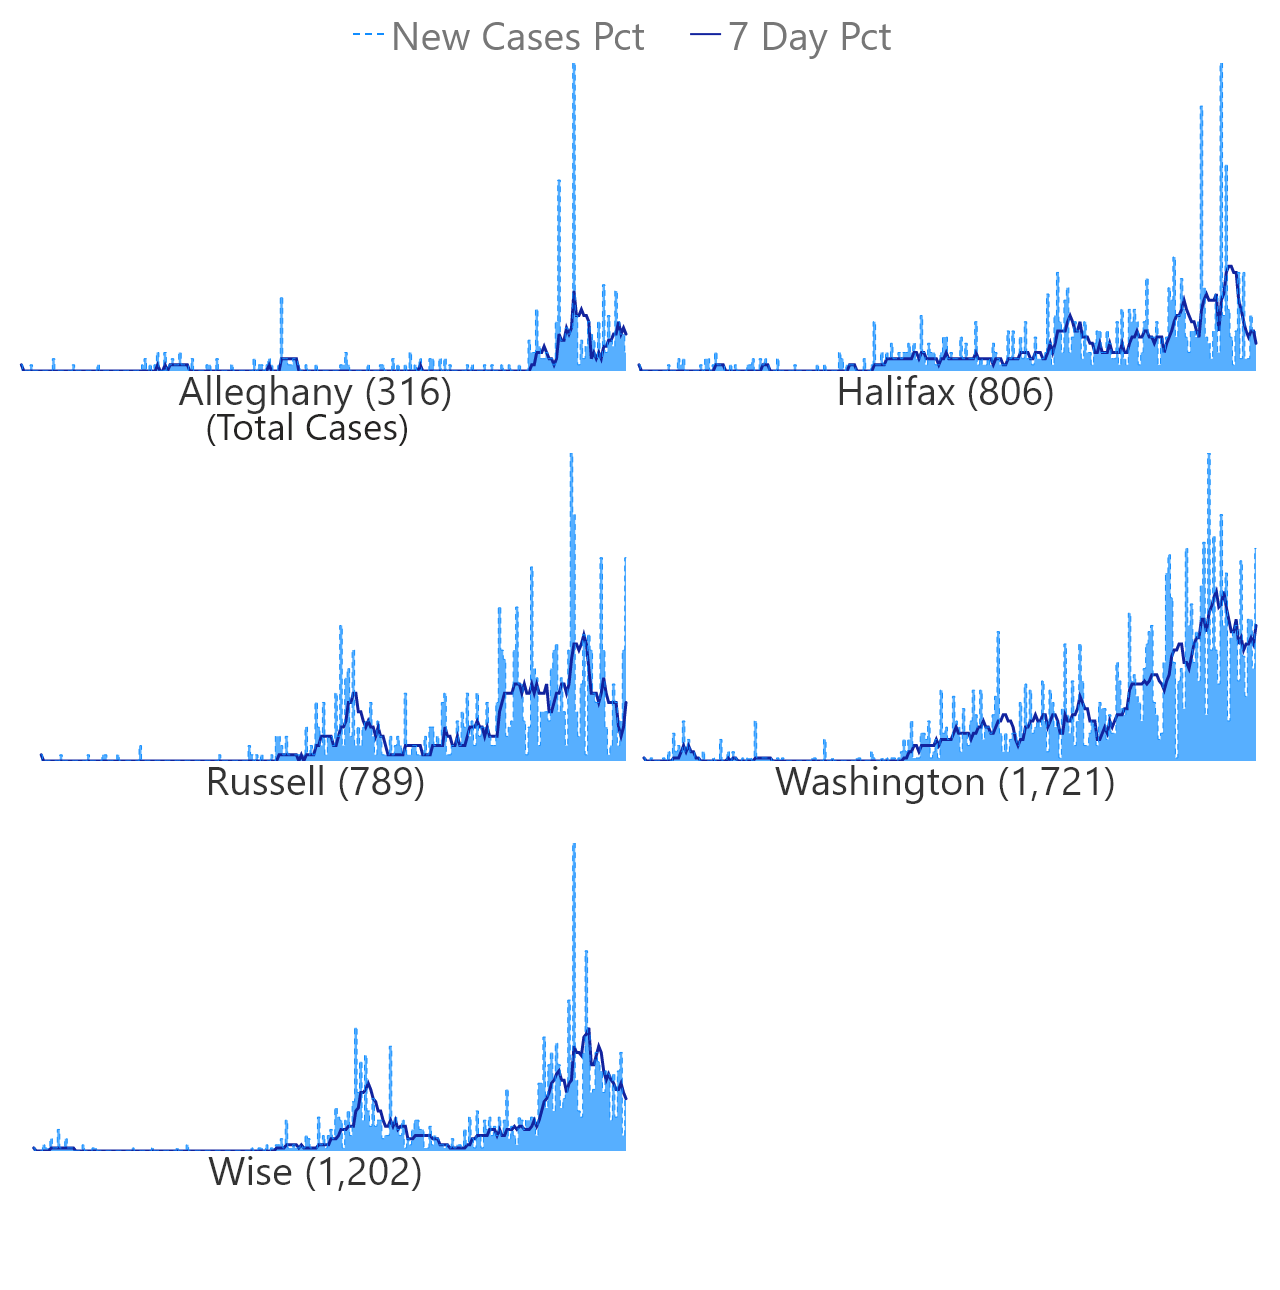 New Cases Pct 7 Day Pct
Alleghany (316) Halifax (806)
(Total Cases)
Russell (789) Washington (1,721)
Wise (1,202)